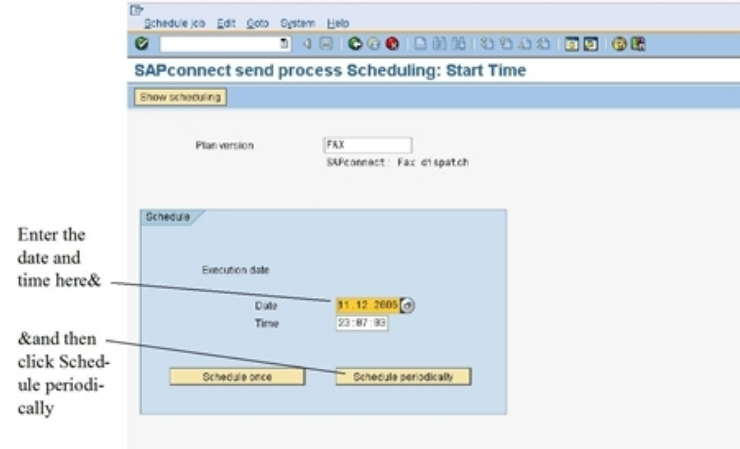 Schedule job Edit Goto System Help
SAPconnect send process Scheduling: Start Time
Show scheduling
Plan version FAX
SAPconnect: Fax dispatch
Schedule
Enter the
date and
time here&
Execution date
Date 11.12.2005
Time 23:07:03
&and then
click Sched-
ule periodi-
cally
Schedule once Schedule periodically